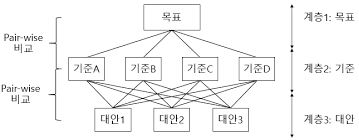 목표
계층1: 목표
Pair-wise
비교
기준A
기준B
기준C
기준D
계층2: 기준
Pair-wise
비교
대안1
대안2
대안3
계층3: 대안